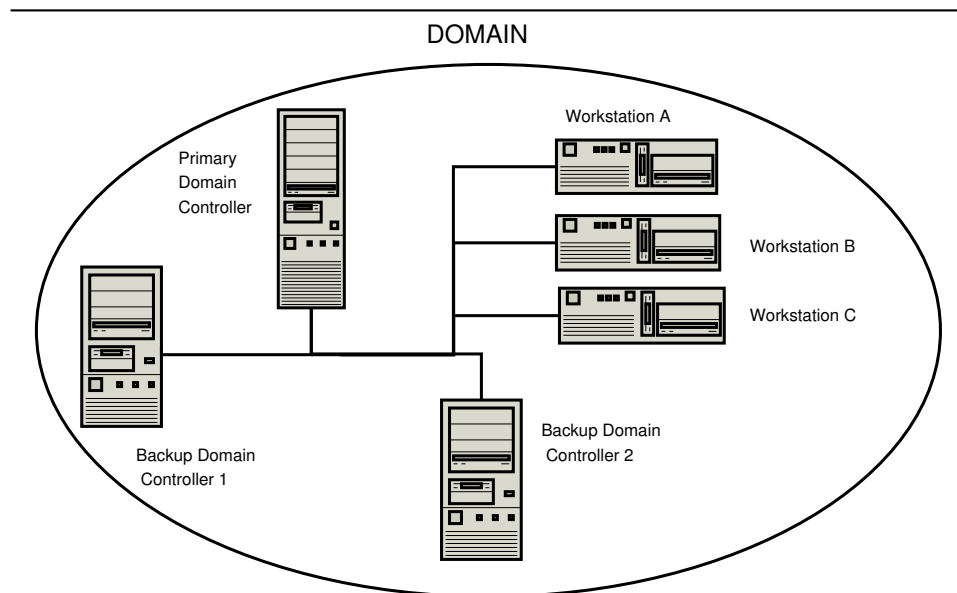 DOMAIN
Workstation A
Primary
Domain
Controller
Workstation B
Workstation C
Backup Domain
Controller 1
Backup Domain
Controller 2